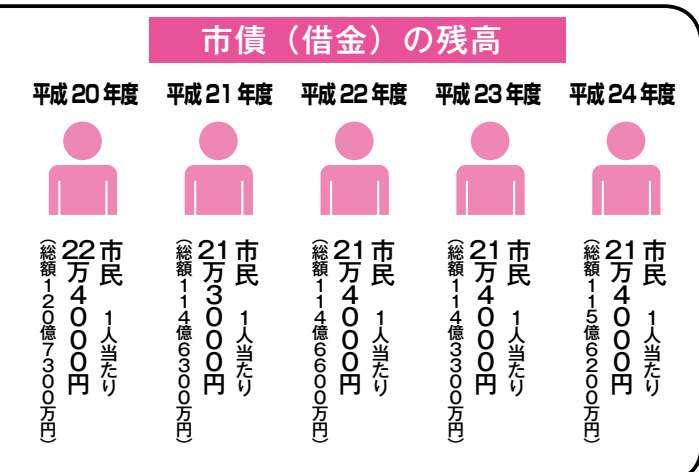 市債（借金）の残高
平成20年度
市民 1人当たり
22万4000円
（総額120億7300万円）
平成21年度
市民 1人当たり
21万3000円
（総額114億6300万円）
平成22年度
市民 1人当たり
21万4000円
（総額114億6600万円）
平成23年度
市民 1人当たり
21万4000円
（総額114億3300万円）
平成24年度
市民 1人当たり
21万4000円
（総額115億6200万円）